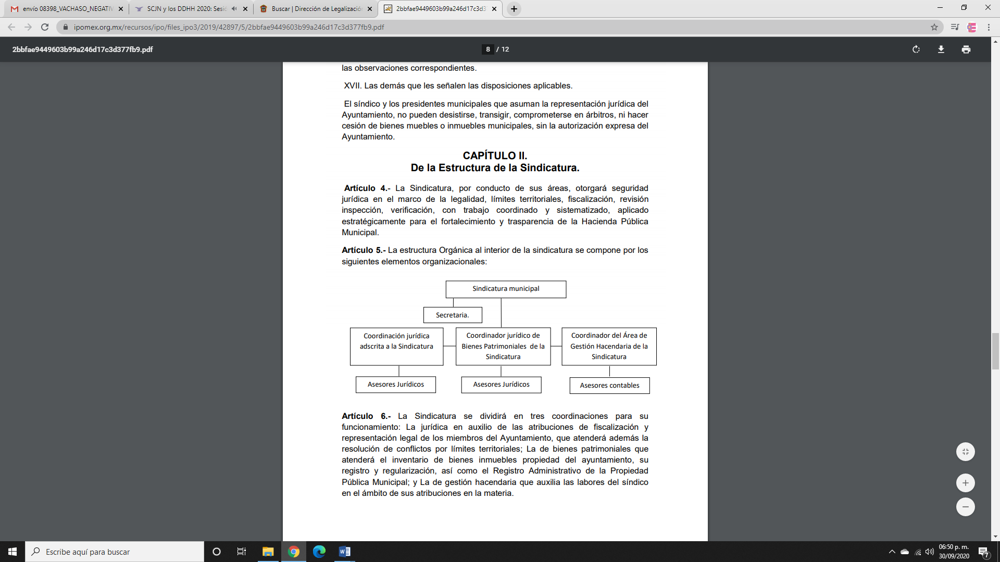 envío 08398_VACHASO_NEGATIV
SCJN y los DDHH 2020: Sesió
Buscar | Dirección de Legalización
2bbfae9449603b99a246d17c3d3
ipomex.org.mx/recursos/ipo/files_ipo3/2019/42897/5/2bbfae9449603b99a246d17c3d377fb9.pdf
2bbfae9449603b99a246d17c3d377fb9.pdf
8 / 12
las observaciones correspondientes.
XVII. Las demás que les señalen las disposiciones aplicables.
El síndico y los presidentes municipales que asuman la representación jurídica del
Ayuntamiento, no pueden desistirse, transigir, comprometerse en árbitros, ni hacer
cesión de bienes muebles o inmuebles municipales, sin la autorización expresa del
Ayuntamiento.
CAPÍTULO II.
De la Estructura de la Sindicatura.
Artículo 4.- La Sindicatura, por conducto de sus áreas, otorgará seguridad
jurídica en el marco de la legalidad, límites territoriales, fiscalización, revisión
inspección, verificación, con trabajo coordinado y sistematizado, aplicado
estratégicamente para el fortalecimiento y trasparencia de la Hacienda Pública
Municipal.
Artículo 5.- La estructura Orgánica al interior de la sindicatura se compone por los
siguientes elementos organizacionales:
Sindicatura municipal
Secretaria.
Coordinación jurídica
adscrita a la Sindicatura
Coordinador jurídico de
Bienes Patrimoniales de la
Sindicatura
Coordinador del Área de
Gestión Hacendaria de la
Sindicatura
Asesores Jurídicos
Asesores Jurídicos
Asesores contables
Artículo 6.- La Sindicatura se dividirá en tres coordinaciones para su
funcionamiento: La jurídica en auxilio de las atribuciones de fiscalización y
representación legal de los miembros del Ayuntamiento, que atenderá además la
resolución de conflictos por límites territoriales; La de bienes patrimoniales que
atenderá el inventario de bienes inmuebles propiedad del ayuntamiento, su
registro y regularización, así como el Registro Administrativo de la Propiedad
Pública Municipal; y La de gestión hacendaria que auxilia las labores del síndico
en el ámbito de sus atribuciones en la materia.
Escribe aquí para buscar
06:50 p. m.
30/09/2020
7